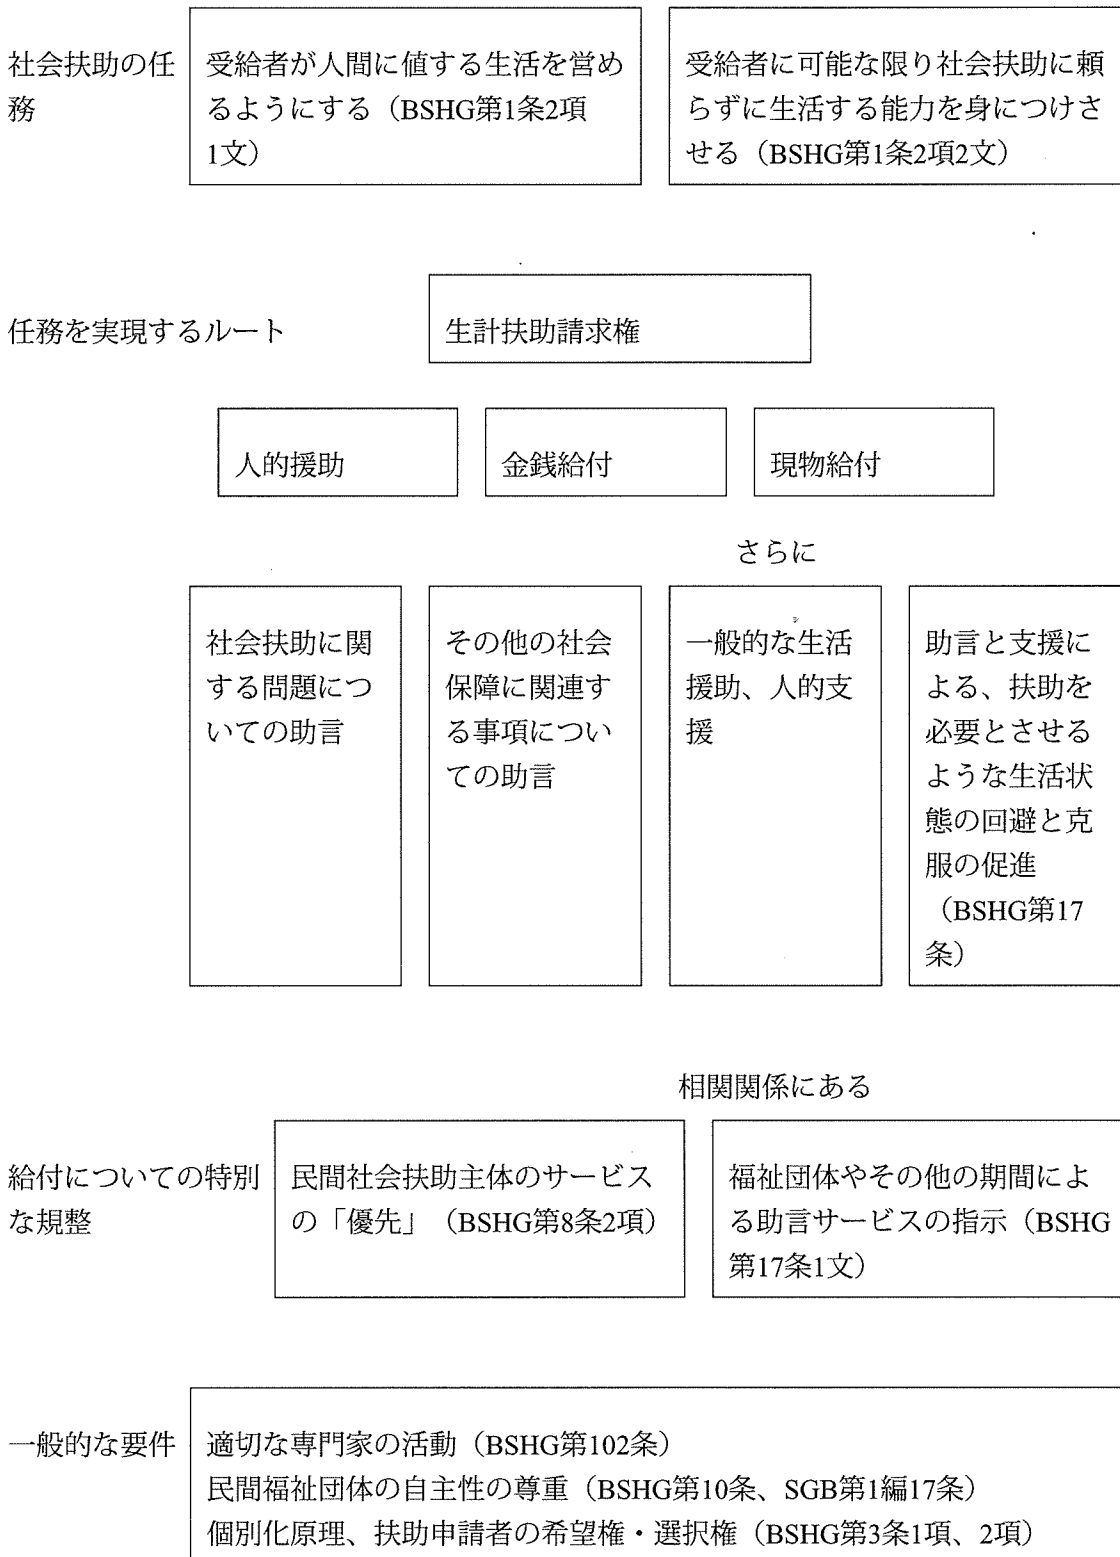 社会扶助の任
務
受給者が人間に値する生活を営め
るようにする（BSHG第1条2項
1文）
受給者に可能な限り社会扶助に頼
らずに生活する能力を身につけさ
せる（BSHG第1条2項2文）
任務を実現するルート
生計扶助請求権
人的援助
金銭給付
現物給付
さらに
社会扶助に関
する問題につ
いての助言
その他の社会
保障に関連す
る事項につい
ての助言
一般的な生活
援助、人的支
援
助言と支援に
よる、扶助を
必要とさせる
ような生活状
態の回避と克
服の促進
（BSHG第17
条）
相関関係にある
給付についての特別
な規整
民間社会扶助主体のサービス
の「優先」（BSHG第8条2項）
福祉団体やその他の期間によ
る助言サービスの指示（BSHG
第17条1文）
一般的な要件
適切な専門家の活動（BSHG第102条）
民間福祉団体の自主性の尊重（BSHG第10条、SGB第1編17条）
個別化原理、扶助申請者の希望権・選択権（BSHG第3条1項、2項）